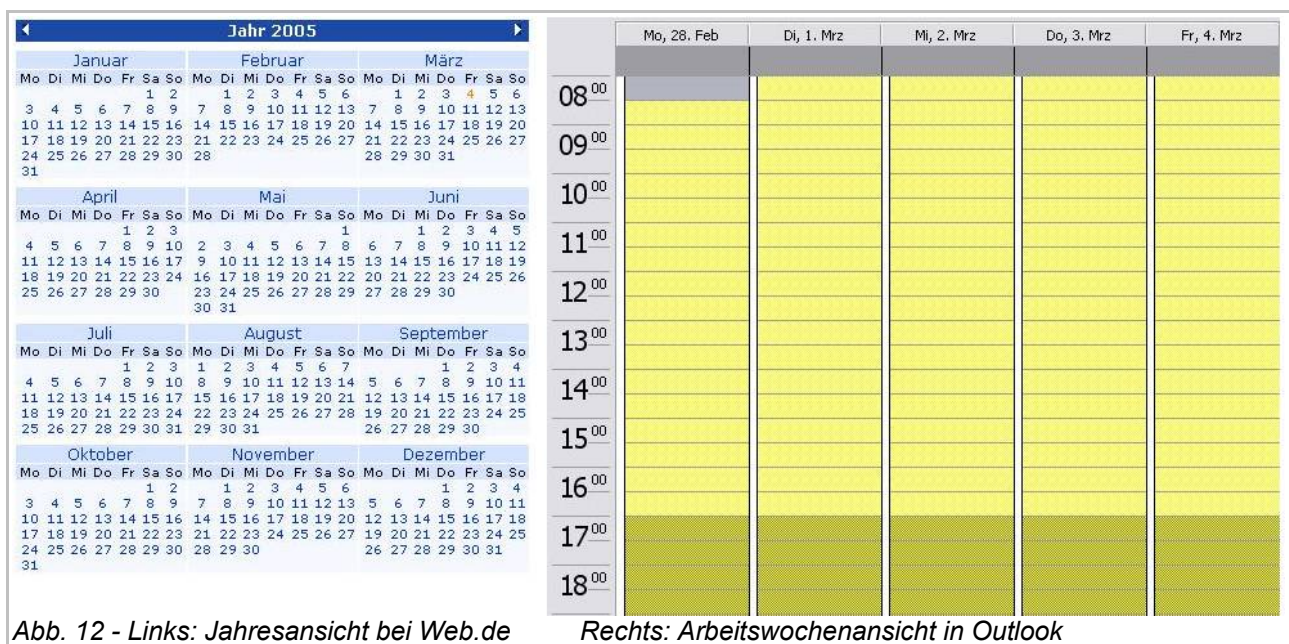 Jahr 2005
Januar Februar März
Mo Di Mi Do Fr Sa So Mo Di Mi Do Fr Sa So Mo Di Mi Do Fr Sa So
1 2 1 2 3 4 5 6 1 2 3 4 5 6
3 4 5 6 7 8 9 7 8 9 10 11 12 13 7 8 9 10 11 12 13
10 11 12 13 14 15 16 14 15 16 17 18 19 20 14 15 16 17 18 19 20
17 18 19 20 21 22 23 21 22 23 24 25 26 27 21 22 23 24 25 26 27
24 25 26 27 28 29 30 28 28 29 30 31
31
April Mai Juni
Mo Di Mi Do Fr Sa So Mo Di Mi Do Fr Sa So Mo Di Mi Do Fr Sa So
1 2 3 1 1 2 3 4 5
4 5 6 7 8 9 10 2 3 4 5 6 7 8 6 7 8 9 10 11 12
11 12 13 14 15 16 17 9 10 11 12 13 14 15 13 14 15 16 17 18 19
18 19 20 21 22 23 24 16 17 18 19 20 21 22 20 21 22 23 24 25 26
25 26 27 28 29 30 23 24 25 26 27 28 29 27 28 29 30
30 31
Juli August September
Mo Di Mi Do Fr Sa So Mo Di Mi Do Fr Sa So Mo Di Mi Do Fr Sa So
1 2 3 1 2 3 4 5 6 7 1 2 3 4
4 5 6 7 8 9 10 8 9 10 11 12 13 14 5 6 7 8 9 10 11
11 12 13 14 15 16 17 15 16 17 18 19 20 21 12 13 14 15 16 17 18
18 19 20 21 22 23 24 22 23 24 25 26 27 28 19 20 21 22 23 24 25
25 26 27 28 29 30 31 29 30 31 26 27 28 29 30
Oktober November Dezember
Mo Di Mi Do Fr Sa So Mo Di Mi Do Fr Sa So Mo Di Mi Do Fr Sa So
1 2 1 2 3 4 5 6 1 2 3 4
3 4 5 6 7 8 9 7 8 9 10 11 12 13 5 6 7 8 9 10 11
10 11 12 13 14 15 16 14 15 16 17 18 19 20 12 13 14 15 16 17 18
17 18 19 20 21 22 23 21 22 23 24 25 26 27 19 20 21 22 23 24 25
24 25 26 27 28 29 30 28 29 30 26 27 28 29 30 31
31
Mo, 28. Feb Di, 1. Mrz Mi, 2. Mrz Do, 3. Mrz Fr, 4. Mrz
08 00
09 00
10 00
11 00
12 00
13 00
14 00
15 00
16 00
17 00
18 00
Abb. 12 - Links: Jahresansicht bei Web.de Rechts: Arbeitswochenansicht in Outlook